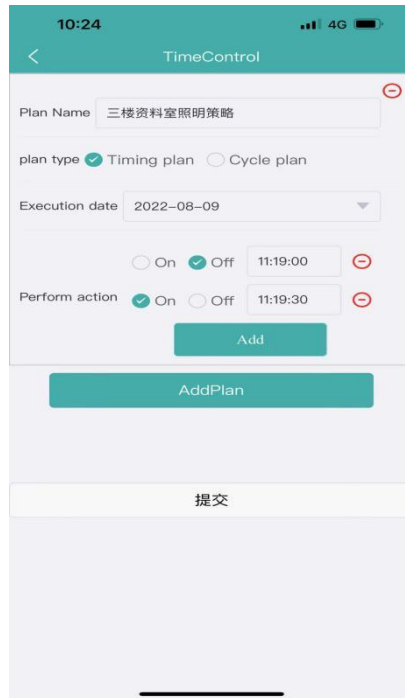 10:24 4G
TimeControl
Plan Name 三楼资料室照明策略
plan type Timing plan Cycle plan
Execution date 2022-08-09
On Off 11:19:00
Perform action On Off 11:19:30
Add
AddPlan
提交